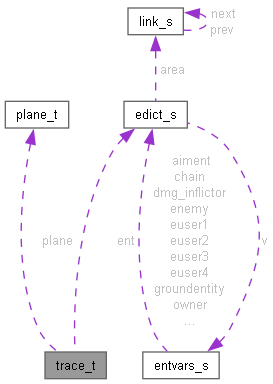 link_s
next
prev
area
plane_t
edict_s
aiment
chain
dmg_inflictor
enemy
euser1
euser2
euser3
euser4
groundentity
owner
...
plane
ent
v
trace_t
entvars_s